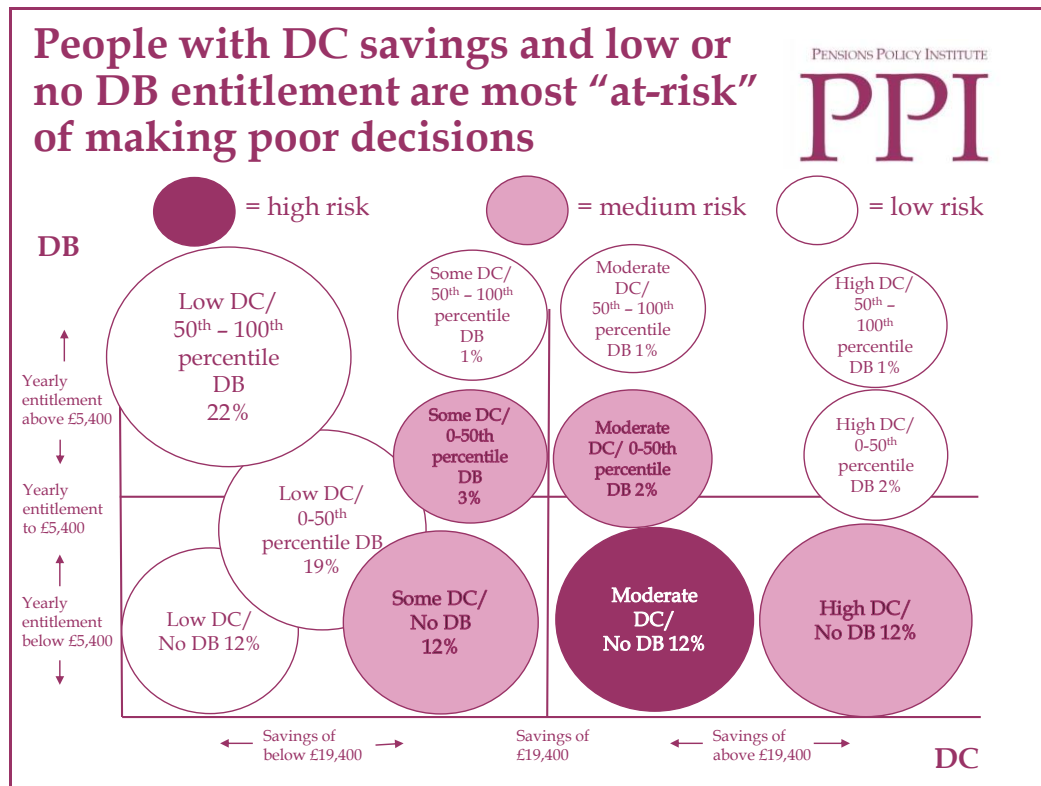 People with DC savings and low or
no DB entitlement are most “at-risk”
of making poor decisions
PENSIONS POLICY INSTITUTE
PPI
= high risk
= medium risk
= low risk
DB
Low DC/
50th – 100th
percentile
DB
22%
Some DC/
50th – 100th
percentile
DB
1%
Moderate
DC/
50th – 100th
percentile
DB 1%
High DC/
50th –
100th
percentile
DB 1%
Yearly
entitlement
above £5,400
Some DC/
0-50th
percentile
DB
3%
Moderate
DC/ 0-50th
percentile
DB 2%
High DC/
0-50th
percentile
DB 2%
Yearly
entitlement
to £5,400
Low DC/
0-50th
percentile DB
19%
Yearly
entitlement
below £5,400
Low DC/
No DB 12%
Some DC/
No DB
12%
Moderate
DC/
No DB 12%
High DC/
No DB 12%
Savings of
below £19,400
Savings of
£19,400
Savings of
above £19,400
DC